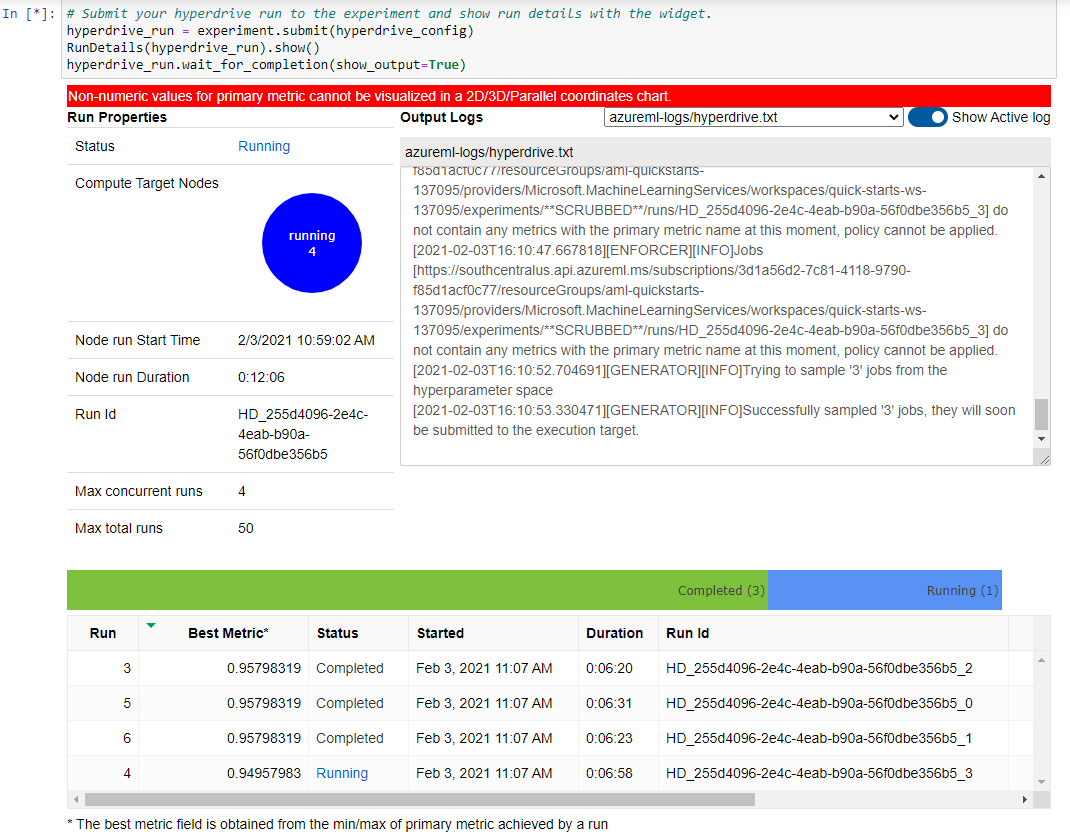 In [*]: # Submit your hyperdrive run to the experiment and show run details with the widget.
hyperdrive_run = experiment.submit(hyperdrive_config)
RunDetails(hyperdrive_run).show()
hyperdrive_run.wait_for_completion(show_output=True)
Non-numeric values for primary metric cannot be visualized in a 2D/3D/Parallel coordinates chart.
Run Properties
Status Running
Compute Target Nodes
running
4
Node run Start Time 2/3/2021 10:59:02 AM
Node run Duration 0:12:06
Run Id HD_255d4096-2e4c-
4eab-b90a-
56f0dbe356b5
Max concurrent runs 4
Max total runs 50
Output Logs azureml-logs/hyperdrive.txt Show Active log
azureml-logs/hyperdrive.txt
f85d1acf0c77/resourceGroups/aml-quickstarts-
137095/providers/Microsoft.MachineLearningServices/workspaces/quick-starts-ws-
137095/experiments/**SCRUBBED**/runs/HD_255d4096-2e4c-4eab-b90a-56f0dbe356b5_3] do
not contain any metrics with the primary metric name at this moment, policy cannot be applied.
[2021-02-03T16:10:47.667818][ENFORCER][INFO]Jobs
[https://southcentralus.api.azureml.ms/subscriptions/3d1a56d2-7c81-4118-9790-
f85d1acf0c77/resourceGroups/aml-quickstarts-
137095/providers/Microsoft.MachineLearningServices/workspaces/quick-starts-ws-
137095/experiments/**SCRUBBED**/runs/HD_255d4096-2e4c-4eab-b90a-56f0dbe356b5_3] do
not contain any metrics with the primary metric name at this moment, policy cannot be applied.
[2021-02-03T16:10:52.704691][GENERATOR][INFO]Trying to sample '3' jobs from the
hyperparameter space
[2021-02-03T16:10:53.330471][GENERATOR][INFO]Successfully sampled '3' jobs, they will soon
be submitted to the execution target.
Completed (3) Running (1)
Run Best Metric* Status Started Duration Run Id
3 0.95798319 Completed Feb 3, 2021 11:07 AM 0:06:20 HD_255d4096-2e4c-4eab-b90a-56f0dbe356b5_2
5 0.95798319 Completed Feb 3, 2021 11:07 AM 0:06:31 HD_255d4096-2e4c-4eab-b90a-56f0dbe356b5_0
6 0.95798319 Completed Feb 3, 2021 11:07 AM 0:06:23 HD_255d4096-2e4c-4eab-b90a-56f0dbe356b5_1
4 0.94957983 Running Feb 3, 2021 11:07 AM 0:06:58 HD_255d4096-2e4c-4eab-b90a-56f0dbe356b5_3
* The best metric field is obtained from the min/max of primary metric achieved by a run